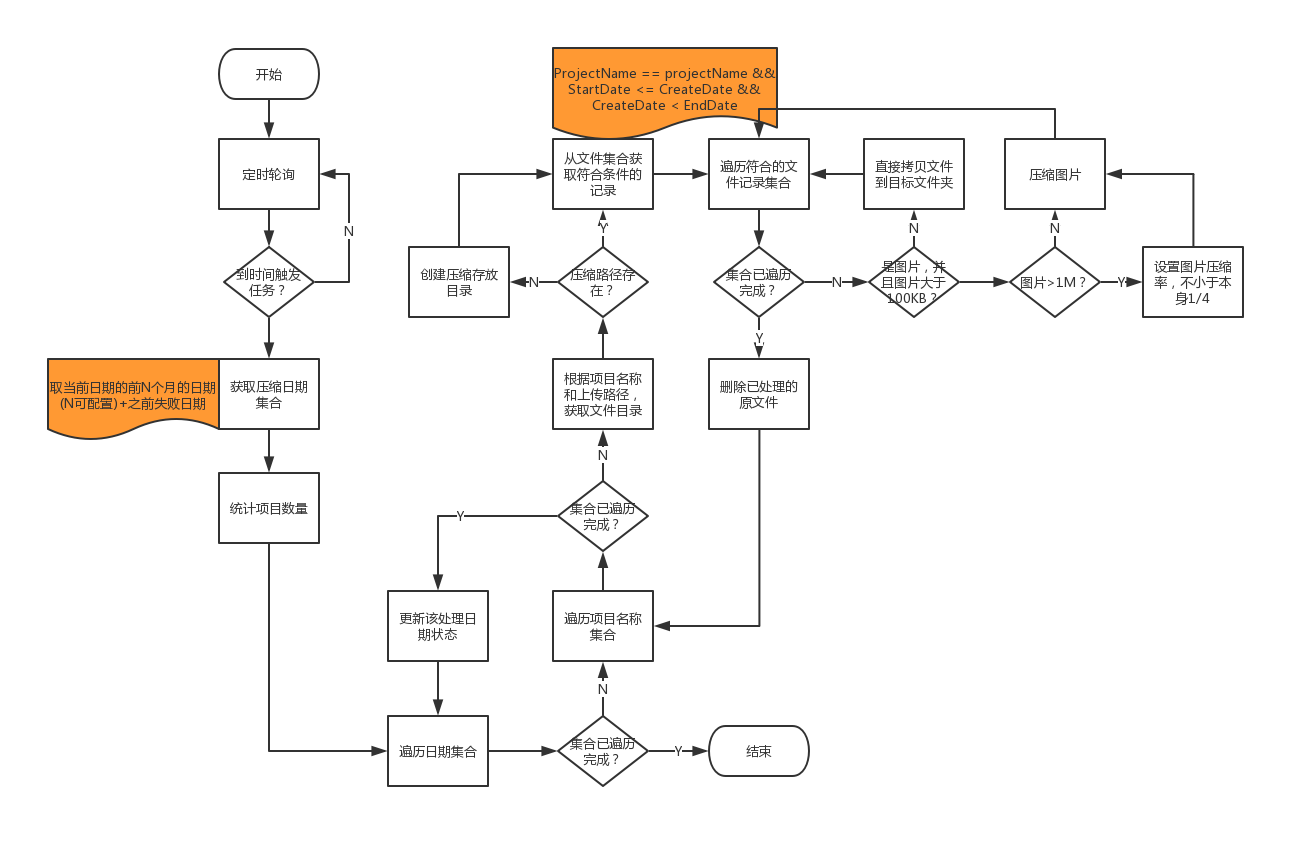 开始
定时轮询
N
到时间触发
任务？
取当前日期的前N个月的日期
(N可配置)+之前失败日期
获取压缩日期
集合
统计项目数量
遍历日期集合
集合已遍历
完成？
Y
结束
N
遍历项目名称
集合
集合已遍历
完成？
Y
更新该处理日
期状态
N
根据项目名称
和上传路径，
获取文件目录
压缩路径存
在？
N
创建压缩存放
目录
Y
ProjectName == projectName &&
StartDate <= CreateDate &&
CreateDate < EndDate
从文件集合获
取符合条件的
记录
遍历符合的文
件记录集合
集合已遍历
完成？
Y
删除已处理的
原文件
N
是图片，并
且图片大于
100KB？
N
直接拷贝文件
到目标文件夹
图片>1M？
N
压缩图片
Y
设置图片压缩
率，不小于本
身1/4